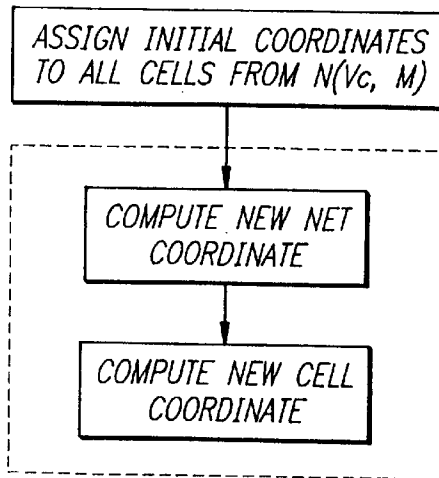 ASSIGN INITIAL COORDINATES
TO ALL CELLS FROM N(Vc, M)
COMPUTE NEW NET
COORDINATE
COMPUTE NEW CELL
COORDINATE